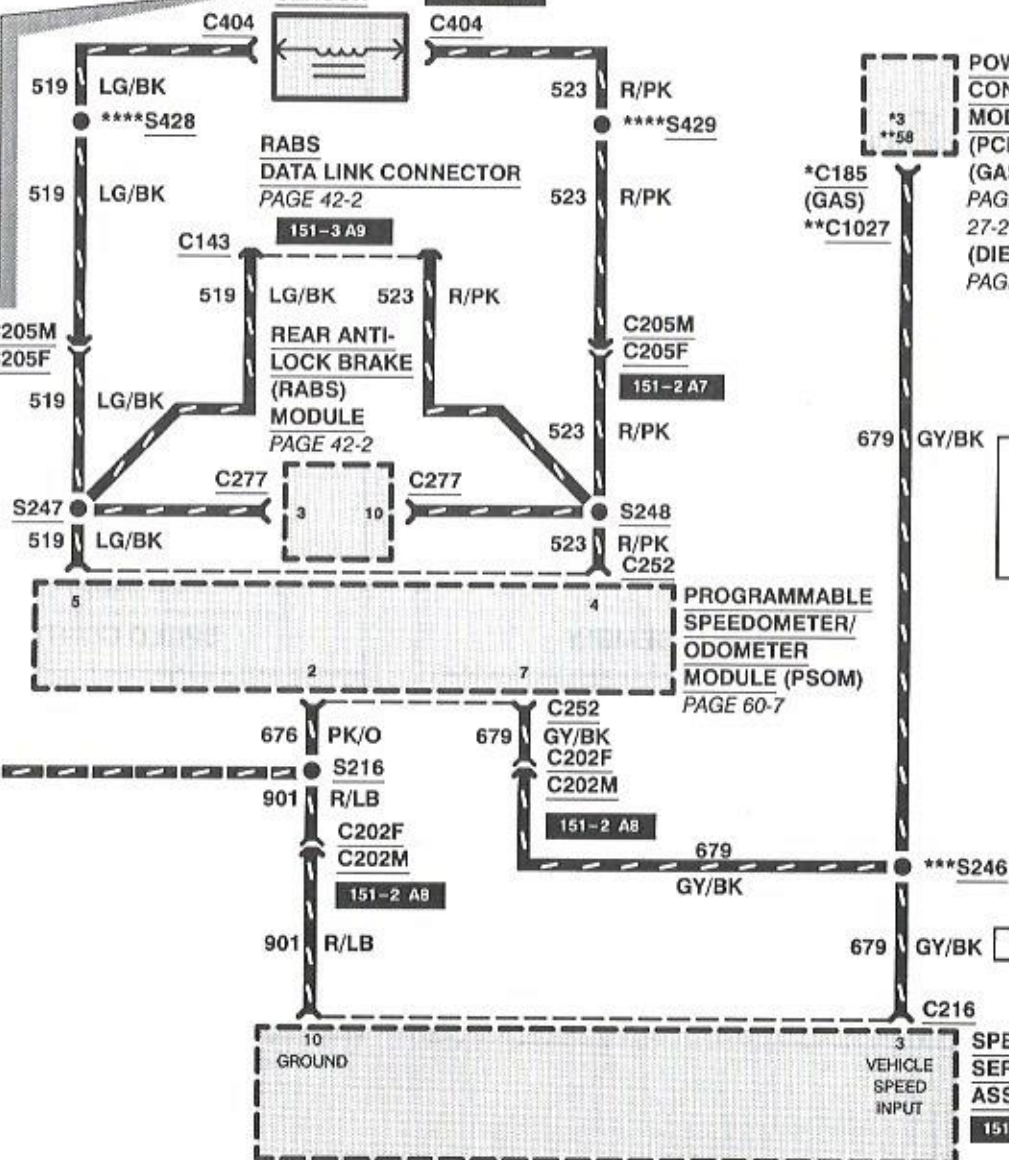 C404
C404
519 LG/BK
****S428
523 R/PK
****S429
RABS
DATA LINK CONNECTOR
PAGE 42-2
151-3 A9
C143
519 LG/BK
523 R/PK
519 LG/BK
523 R/PK
*3
**58
*C185
(GAS)
**C1027
27-2
REAR ANTI-
LOCK BRAKE
(RABS)
MODULE
PAGE 42-2
C205M
C205F
151-2 A7
519 LG/BK
523 R/PK
679 GY/BK
C277
C277
3
10
S247
S248
519 LG/BK
523 R/PK
C252
5
4
2
7
PROGRAMMABLE
SPEEDOMETER/
ODOMETER
MODULE (PSOM)
PAGE 60-7
676 PK/O
S216
901 R/LB
C202F
C202M
151-2 A8
901 R/LB
C252
679 GY/BK
C202F
C202M
151-2 A8
679
GY/BK
***S246
679 GY/BK
C216
10
GROUND
3
VEHICLE
SPEED
INPUT
151